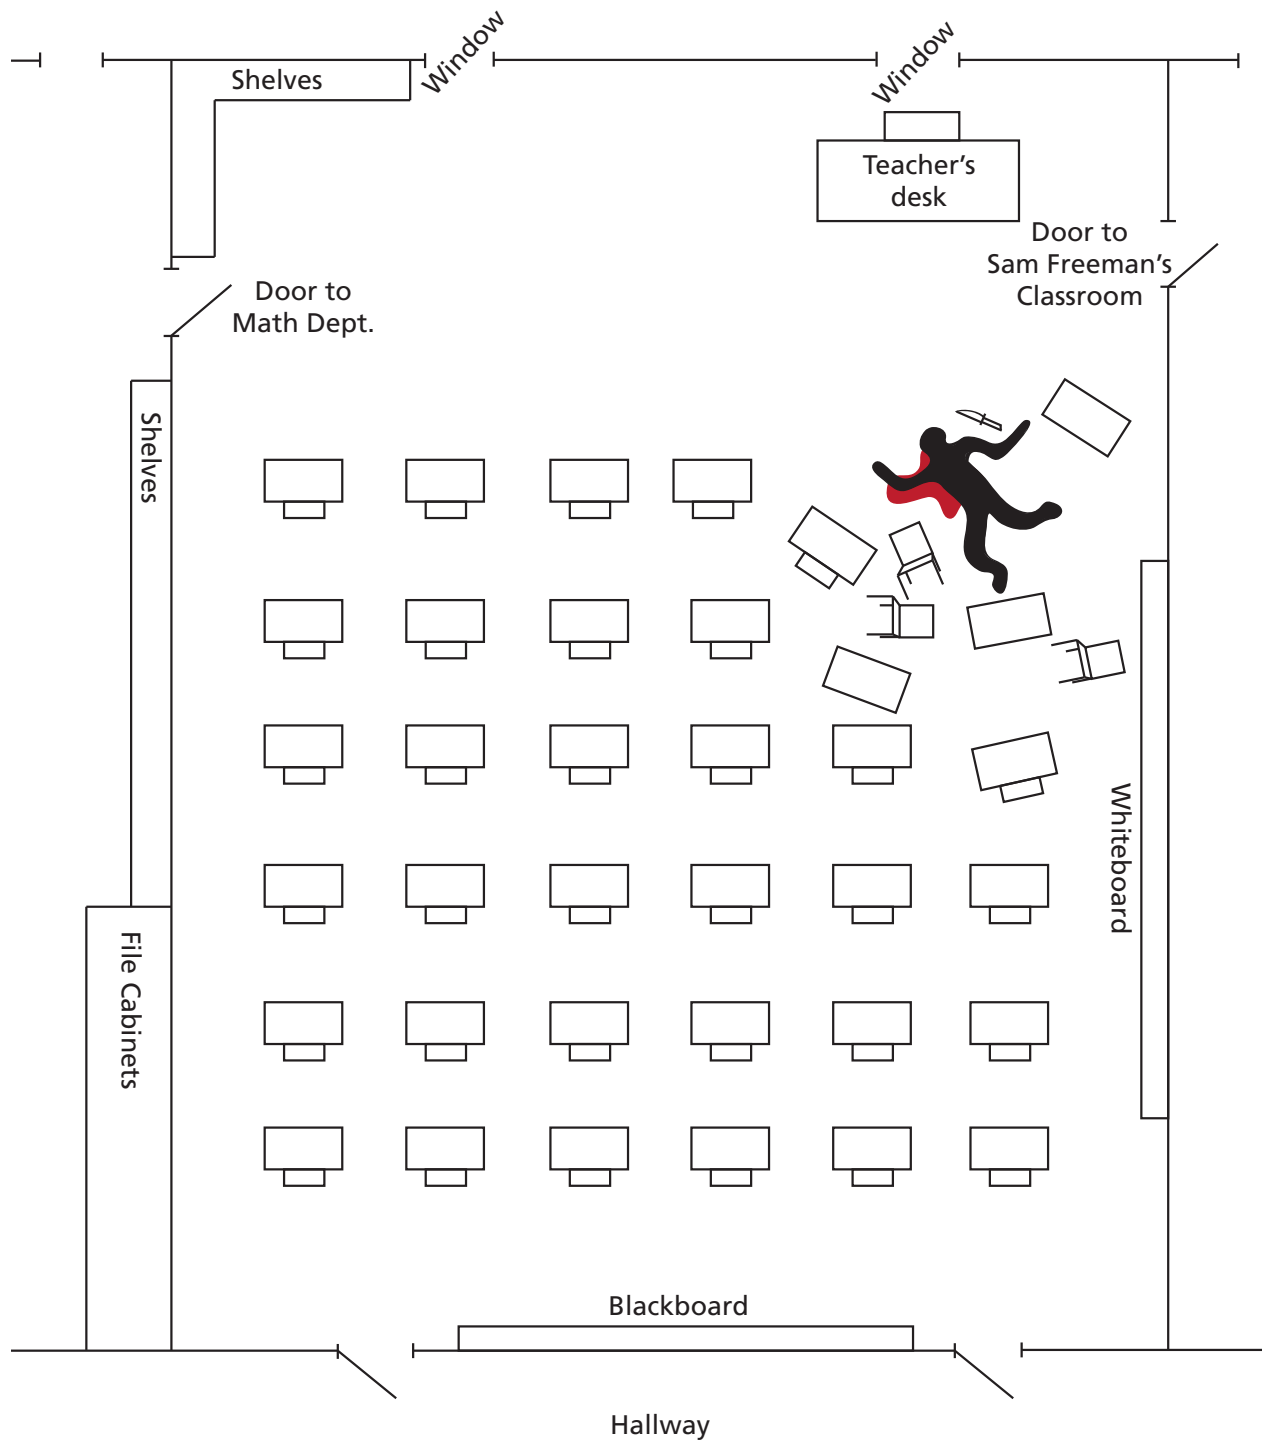 Shelves
Window
Window
Teacher's
desk
Door to
Sam Freeman's
Classroom
Door to
Math Dept.
Shelves
Whiteboard
File Cabinets
Blackboard
Hallway